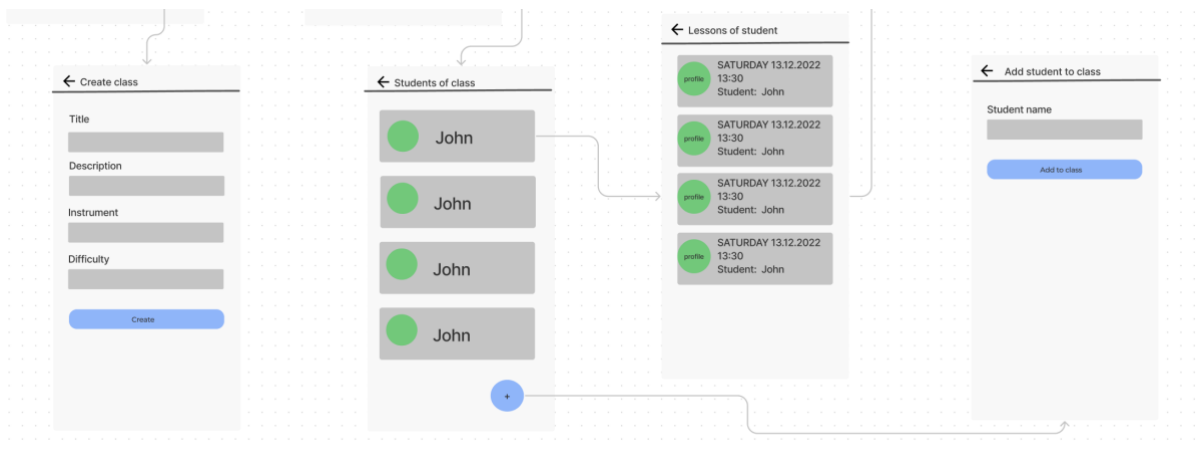 Create class
Title
Description
Instrument
Difficulty
Create
Students of class
John
John
John
John
+
Lessons of student
profile
SATURDAY 13.12.2022
13:30
Student: John
profile
SATURDAY 13.12.2022
13:30
Student: John
profile
SATURDAY 13.12.2022
13:30
Student: John
profile
SATURDAY 13.12.2022
13:30
Student: John
Add student to class
Student name
Add to class